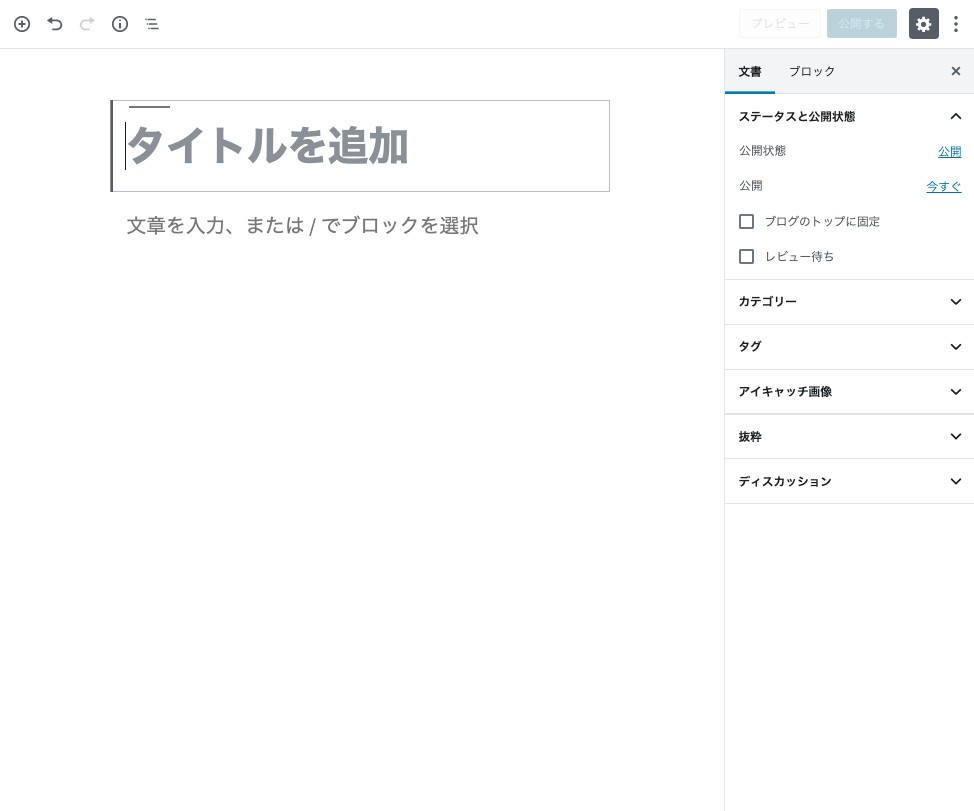 プレビュー
公開する
文書
ブロック
タイトルを追加
文章を入力、または / でブロックを選択
ステータスと公開状態
公開状態
公開
公開
今すぐ
ブログのトップに固定
レビュー待ち
カテゴリー
タグ
アイキャッチ画像
抜粋
ディスカッション